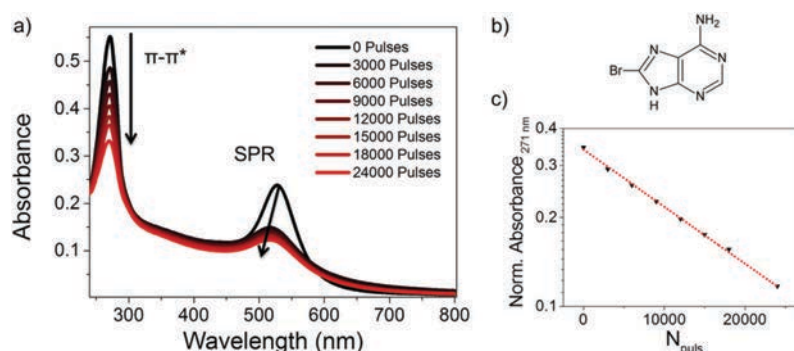 a)
Absorbance
0.5
0.4
0.3
0.2
0.1
π-π*
SPR
0 Pulses
3000 Pulses
6000 Pulses
9000 Pulses
12000 Pulses
15000 Pulses
18000 Pulses
24000 Pulses
300 400 500 600 700 800
Wavelength (nm)
b)
NH2
N
N
Br
N
H
N
c)
Norm. Absorbance 271 nm
0.4
0.3
0.2
0.1
0 10000 20000
Npuls